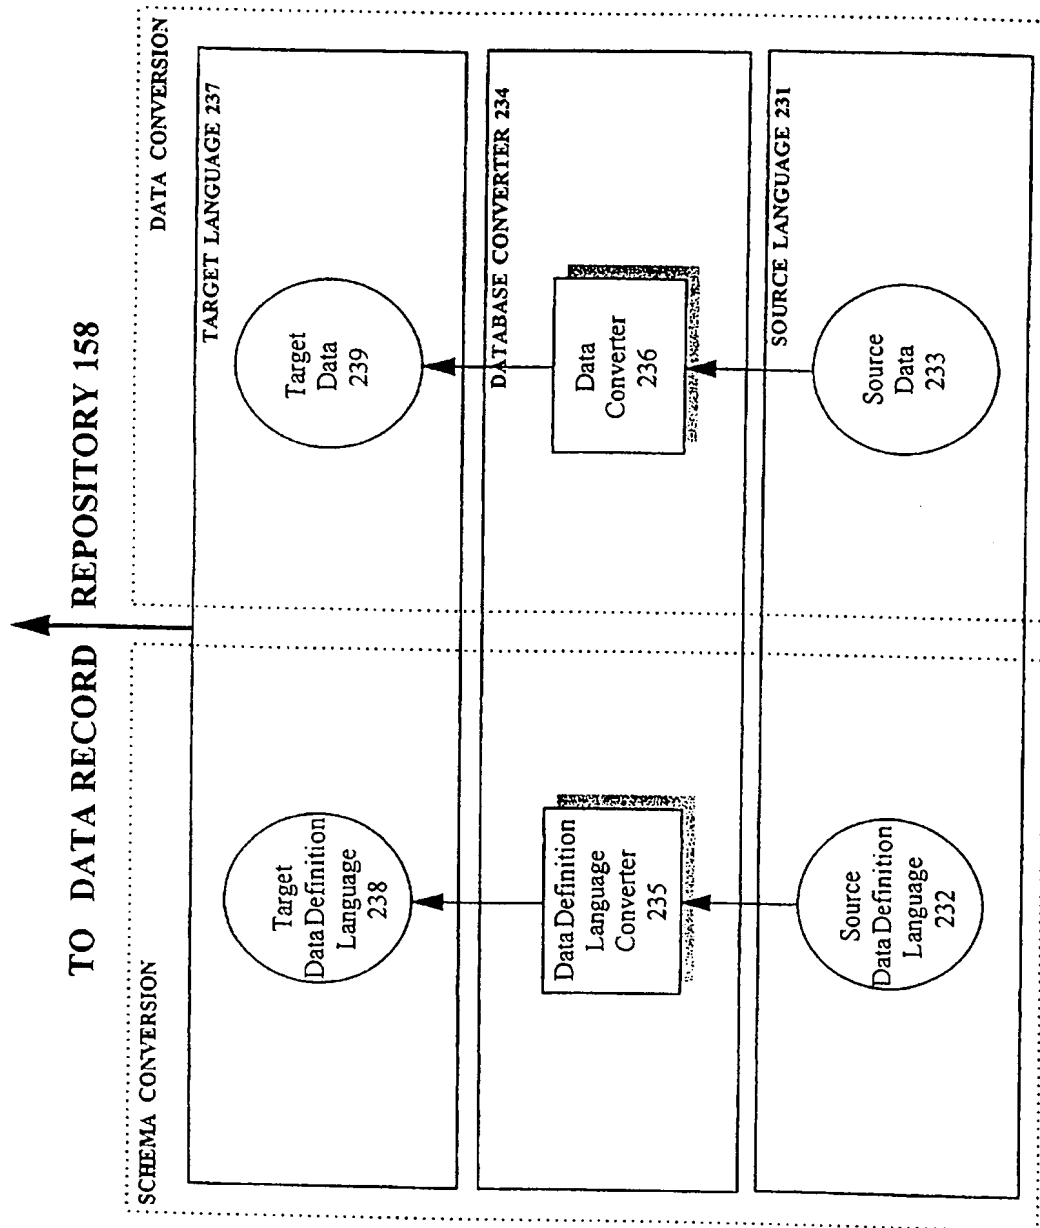 TO DATA RECORD REPOSITORY 158
SCHEMA CONVERSION
DATA CONVERSION
TARGET LANGUAGE 237
Target
Data Definition
Language
238
Target
Data
239
DATABASE CONVERTER 234
Data Definition
Language
Converter
235
Data
Converter
236
SOURCE LANGUAGE 231
Source
Data Definition
Language
232
Source
Data
233